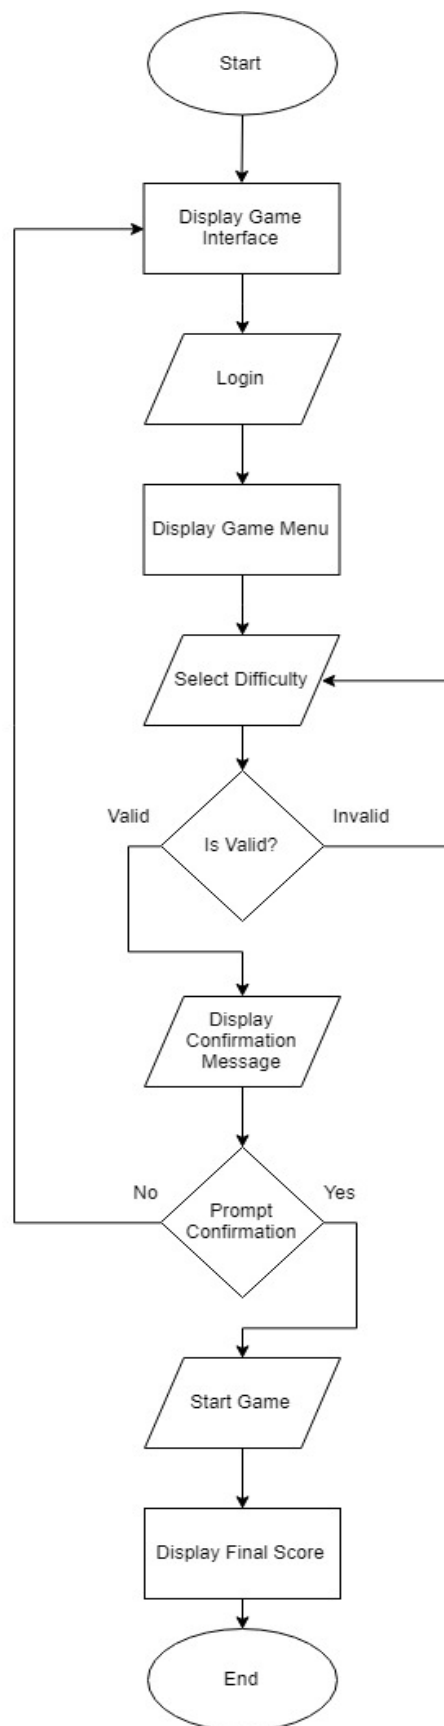 Start
Display Game
Interface
Login
Display Game Menu
Select Difficulty
Valid
Is Valid?
Invalid
Display
Confirmation
Message
No
Prompt
Confirmation
Yes
Start Game
Display Final Score
End